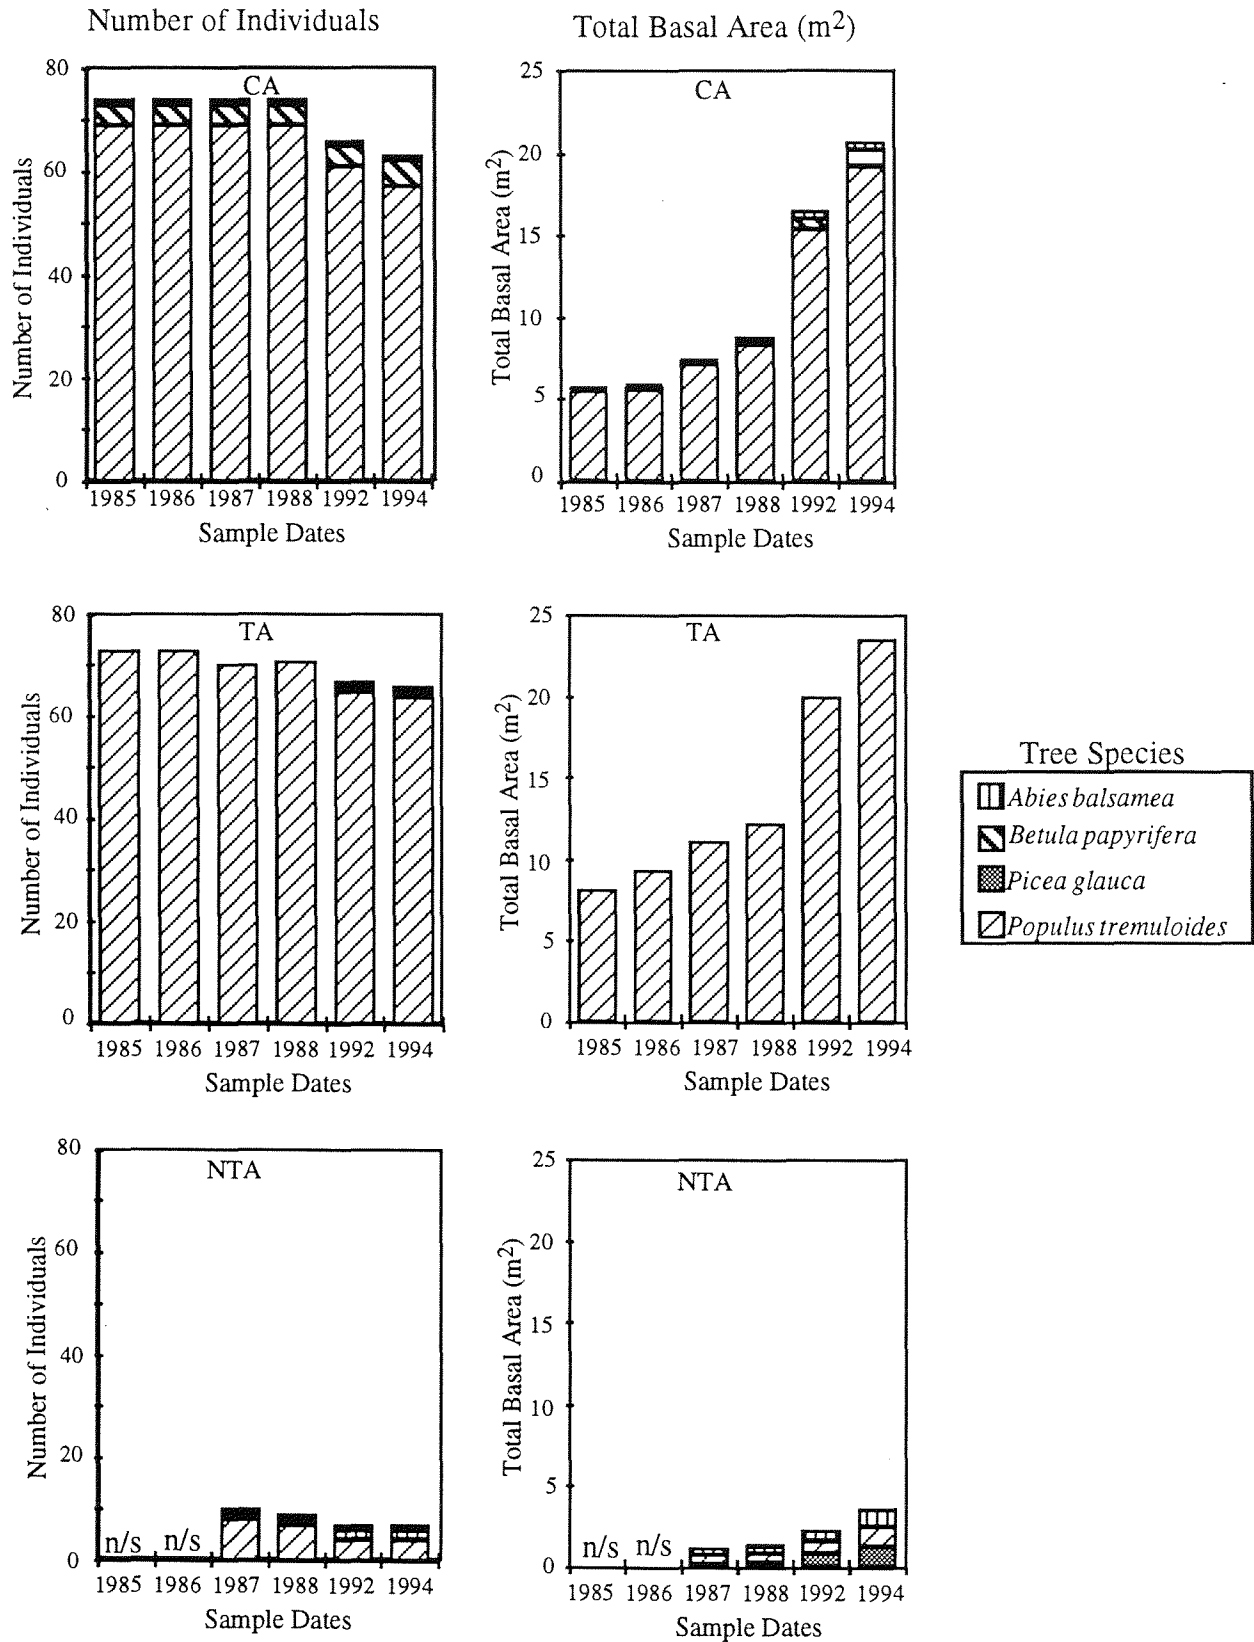 Number of Individuals
Total Basal Area (m2)
80
60
40
20
0
Number of Individuals
CA
1985 1986 1987 1988 1992 1994
Sample Dates
25
20
15
10
5
0
Total Basal Area (m2)
CA
1985 1986 1987 1988 1992 1994
Sample Dates
80
60
40
20
0
Number of Individuals
TA
1985 1986 1987 1988 1992 1994
Sample Dates
25
20
15
10
5
0
Total Basal Area (m2)
TA
1985 1986 1987 1988 1992 1994
Sample Dates
Tree Species
Abies balsamea
Betula papyrifera
Picea glauca
Populus tremuloides
80
60
40
20
0
Number of Individuals
NTA
n/s n/s
1985 1986 1987 1988 1992 1994
Sample Dates
25
20
15
10
5
0
Total Basal Area (m2)
NTA
n/s n/s
1985 1986 1987 1988 1992 1994
Sample Dates